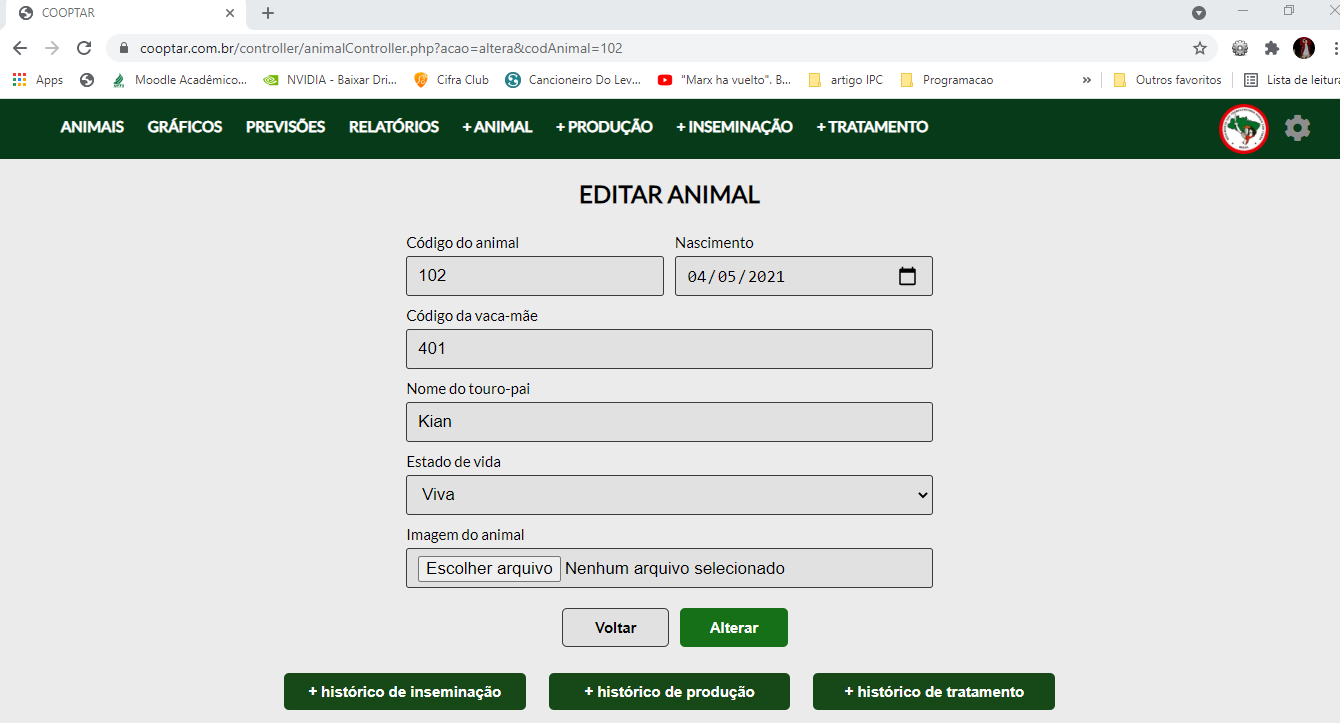 COOPTAR
cooptar.com.br/controller/animalController.php?acao=altera&codAnimal=102
Apps Moodle Acadêmico... NVIDIA - Baixar Dri... Cifra Club Cancioneiro Do Lev... "Marx ha vuelto". B... artigo IPC Programacao » Outros favoritos Lista de leitura
ANIMAIS GRÁFICOS PREVISÕES RELATÓRIOS + ANIMAL + PRODUÇÃO + INSEMINAÇÃO + TRATAMENTO
EDITAR ANIMAL
Código do animal Nascimento
102 04/05/2021
Código da vaca-mãe
401
Nome do touro-pai
Kian
Estado de vida
Viva
Imagem do animal
Escolher arquivo Nenhum arquivo selecionado
Voltar Alterar
+ histórico de inseminação + histórico de produção + histórico de tratamento